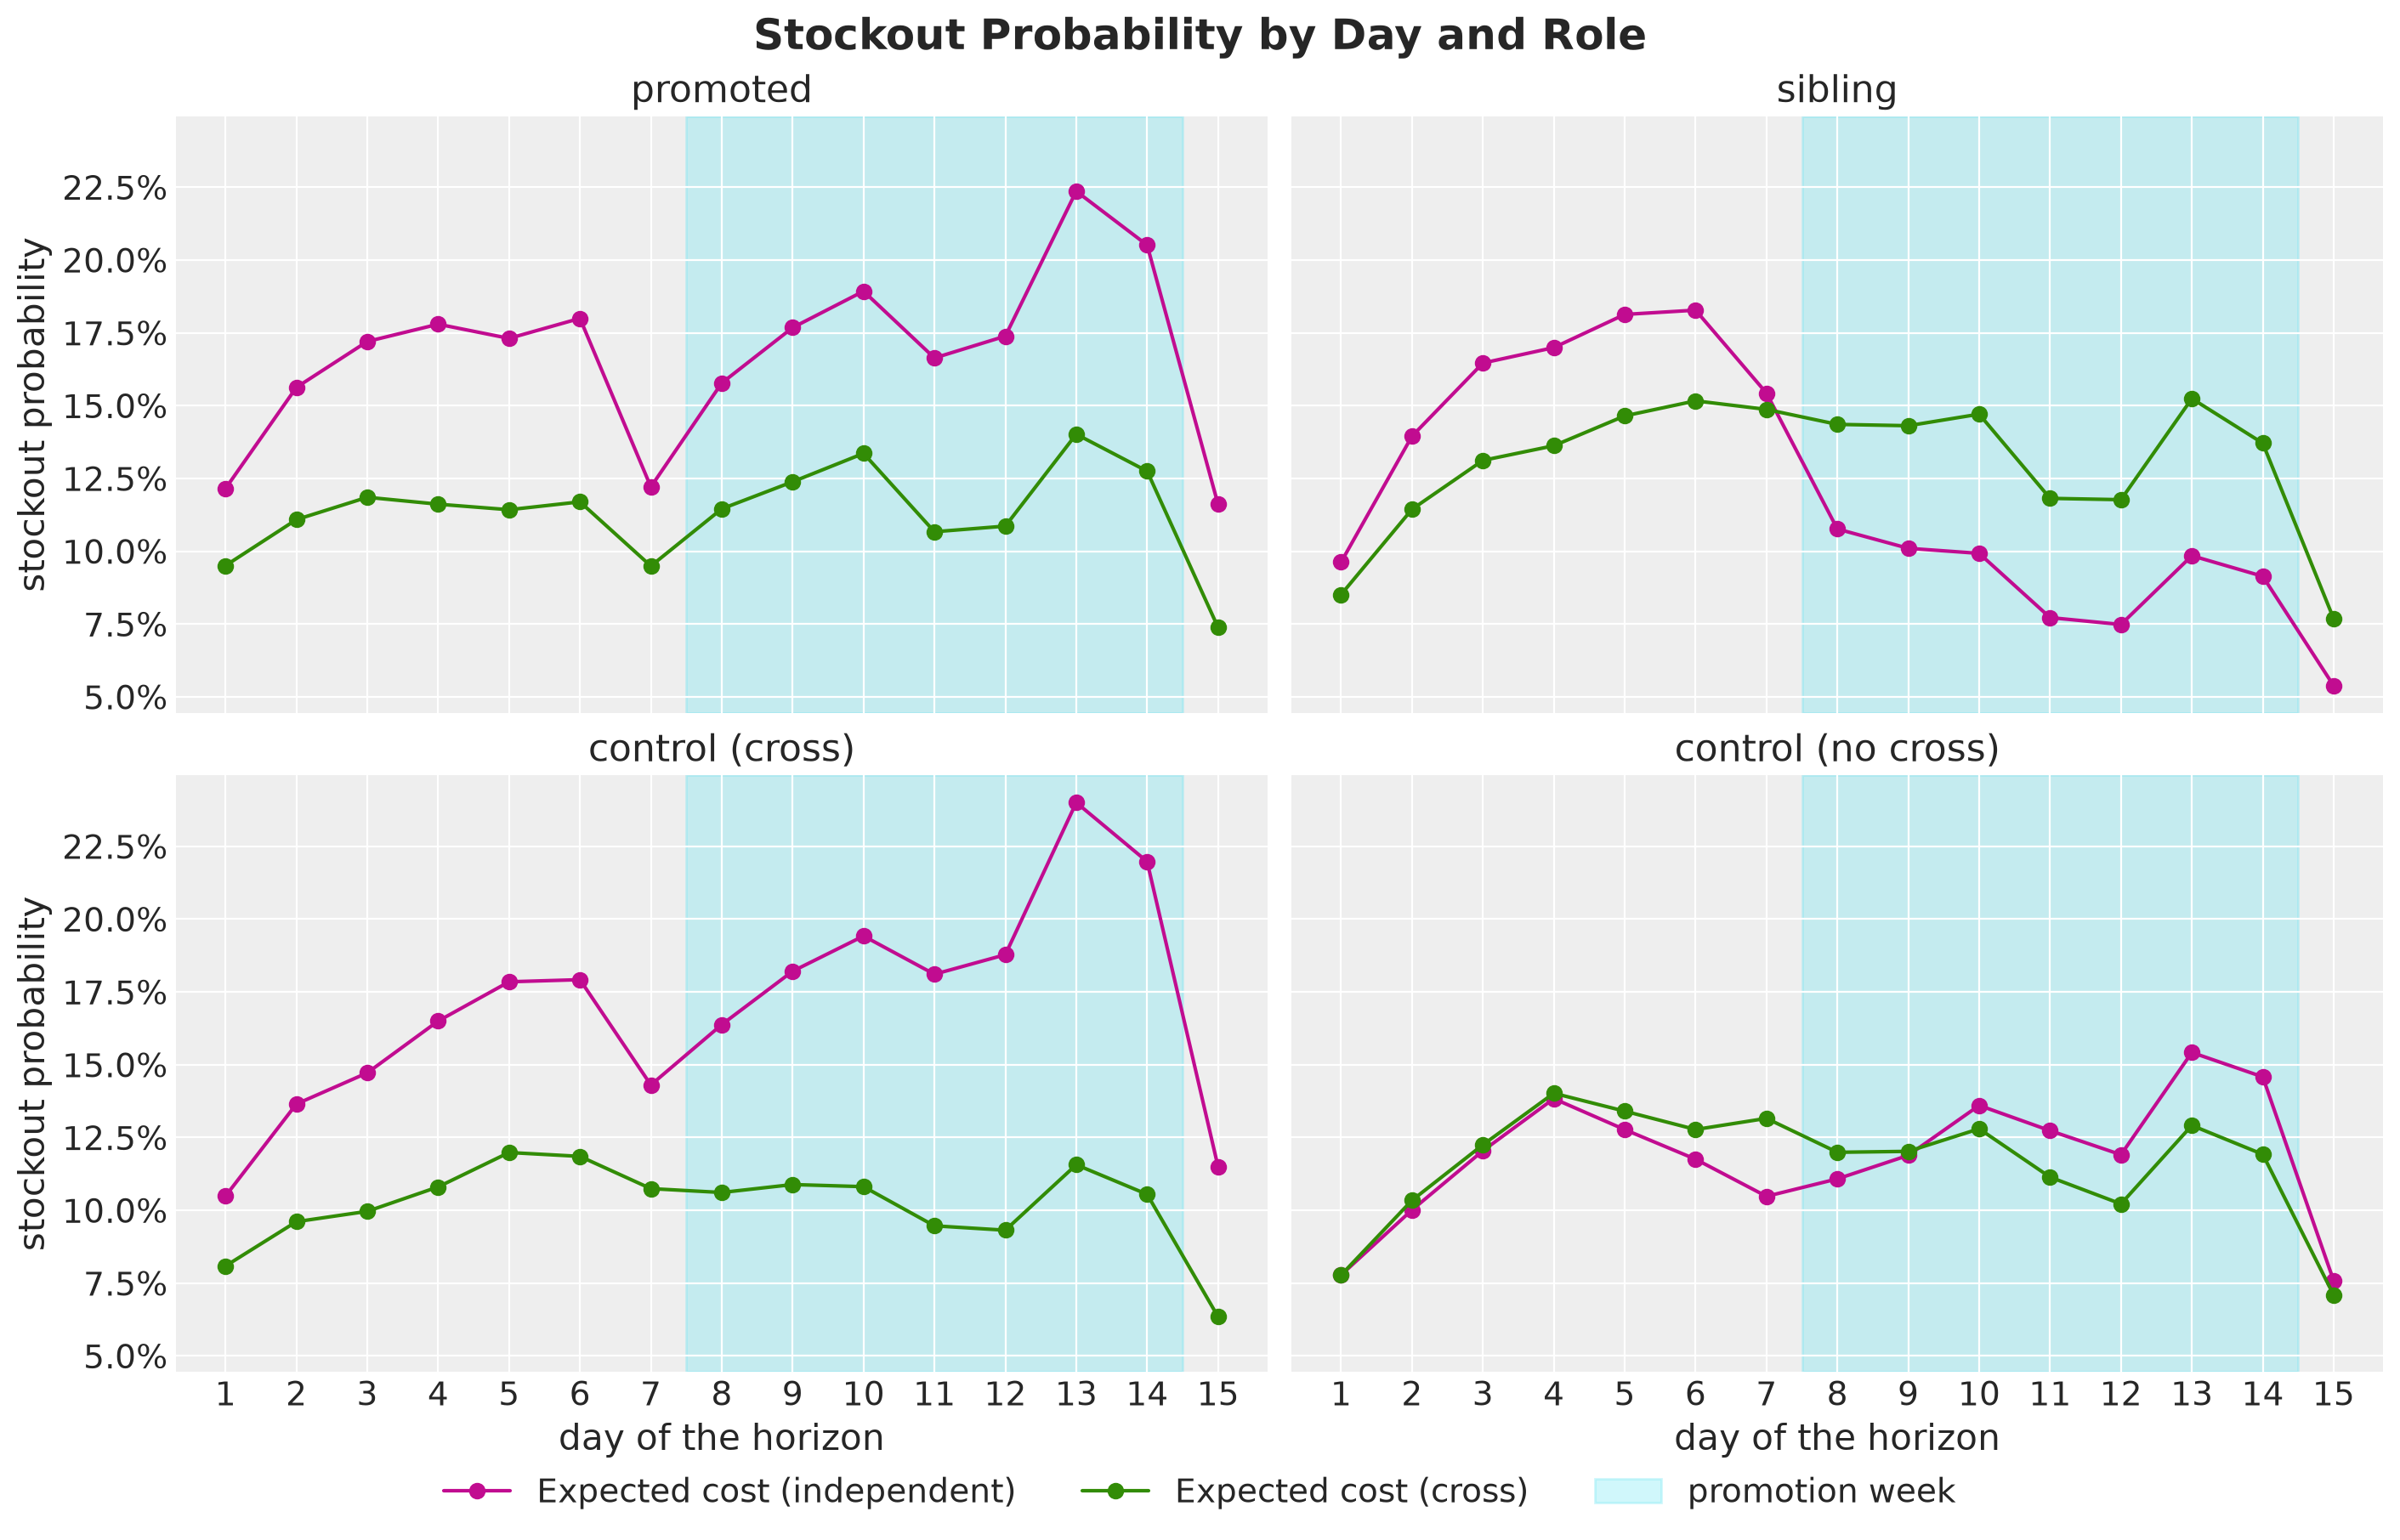 Stockout Probability by Day and Role
promoted
sibling
22.5%
20.0%
17.5%
15.0%
12.5%
10.0%
7.5%
5.0%
stockout probability
control (cross)
control (no cross)
22.5%
20.0%
17.5%
15.0%
12.5%
10.0%
7.5%
5.0%
stockout probability
1 2 3 4 5 6 7 8 9 10 11 12 13 14 15
1 2 3 4 5 6 7 8 9 10 11 12 13 14 15
day of the horizon
day of the horizon
Expected cost (independent)
Expected cost (cross)
promotion week